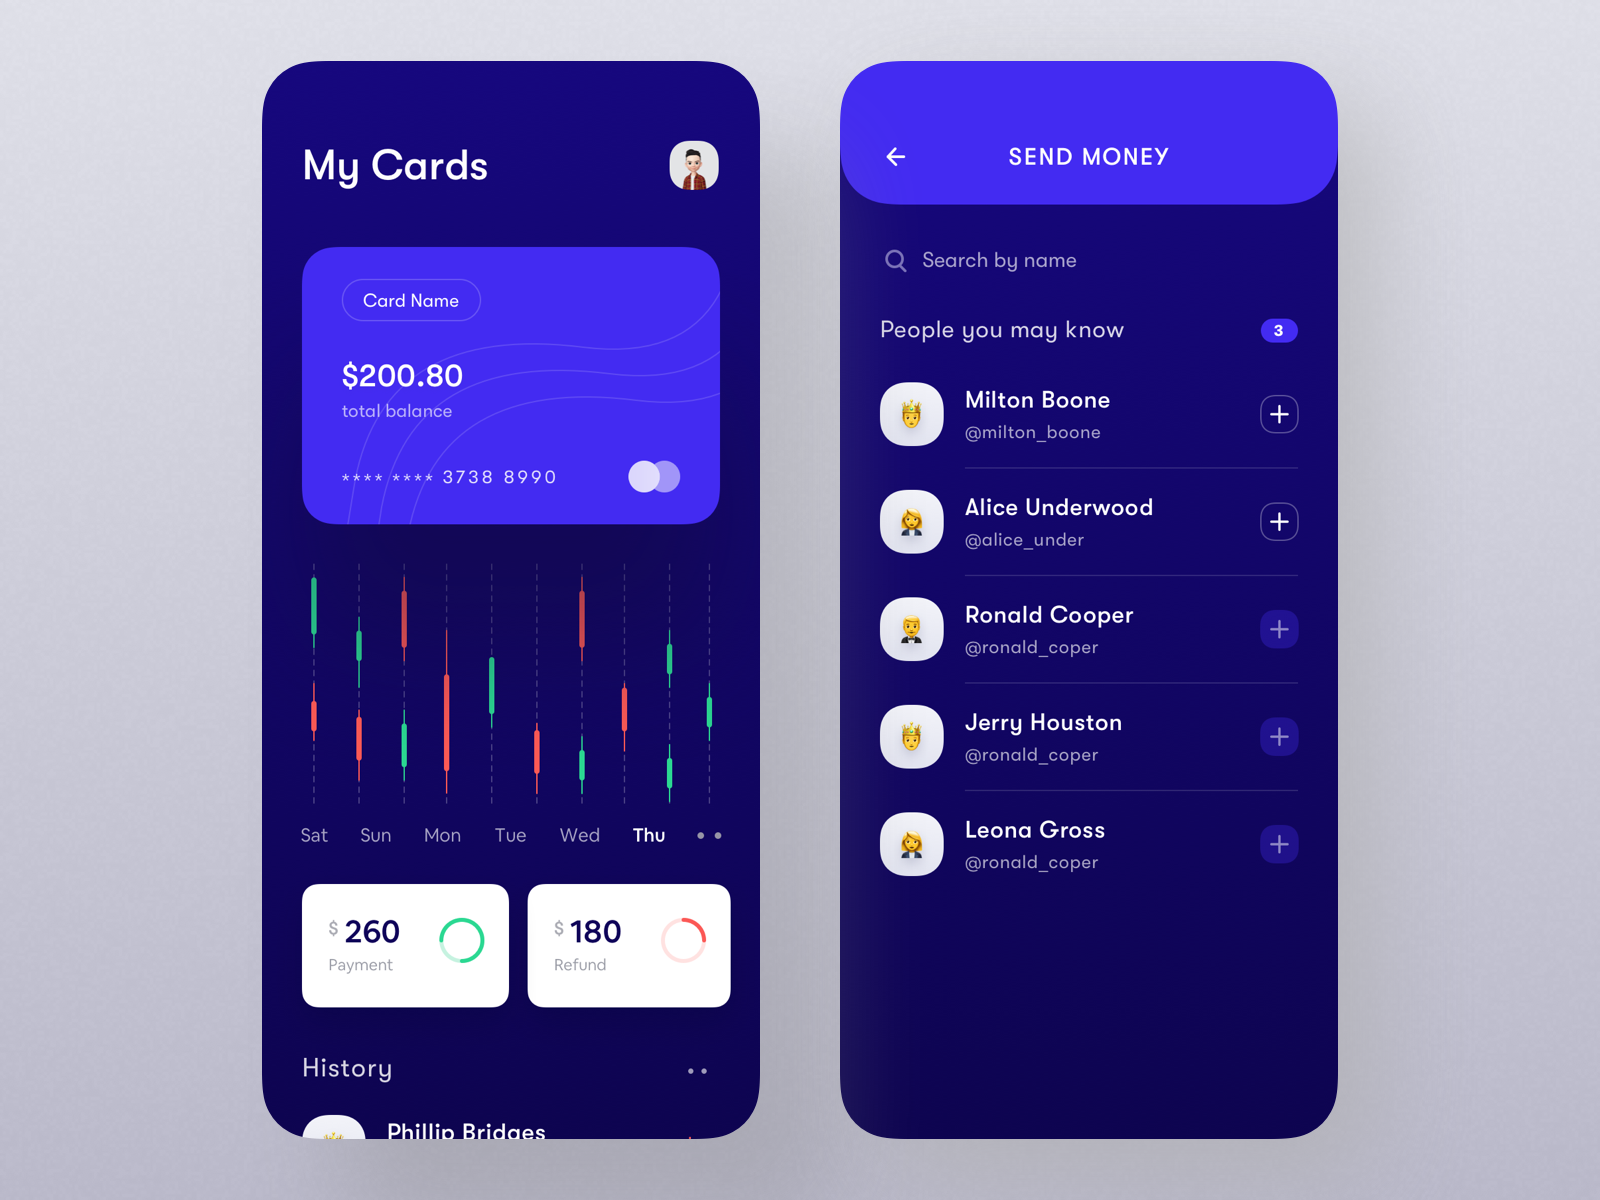 My Cards
Card Name
$200.80
total balance
**** **** 3738 8990
Sat Sun Mon Tue Wed Thu
$ 260
Payment
$ 180
Refund
History
Phillip Bridges
SEND MONEY
Search by name
People you may know 3
Milton Boone
@milton_boone
Alice Underwood
@alice_under
Ronald Cooper
@ronald_coper
Jerry Houston
@ronald_coper
Leona Gross
@ronald_coper